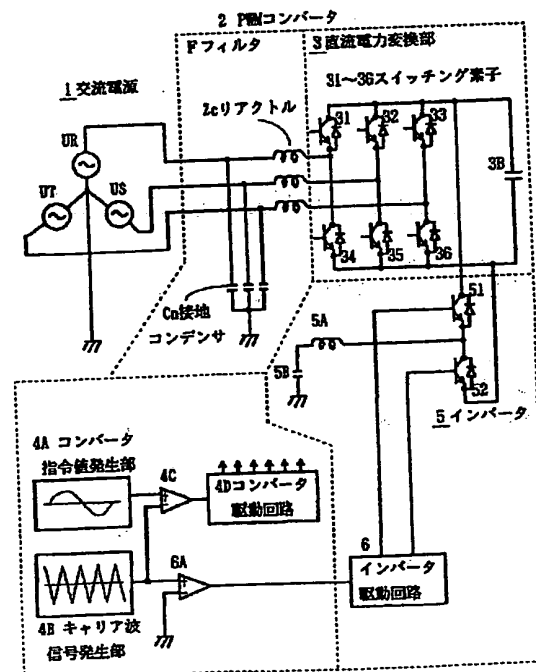 2 PWMコンバータ
Fフィルタ
3直流電力変換部
1交流電源
31～36スイッチング素子
Zcリアクトル
31
32
33
UR
3B
UT
US
34
35
36
Cn接地
コンデンサ
51
5A
5B
52
5インバータ
4A コンバータ
指令値発生部
4C
4Dコンバータ
駆動回路
6A
6
インバータ
駆動回路
4B キャリア波
信号発生部